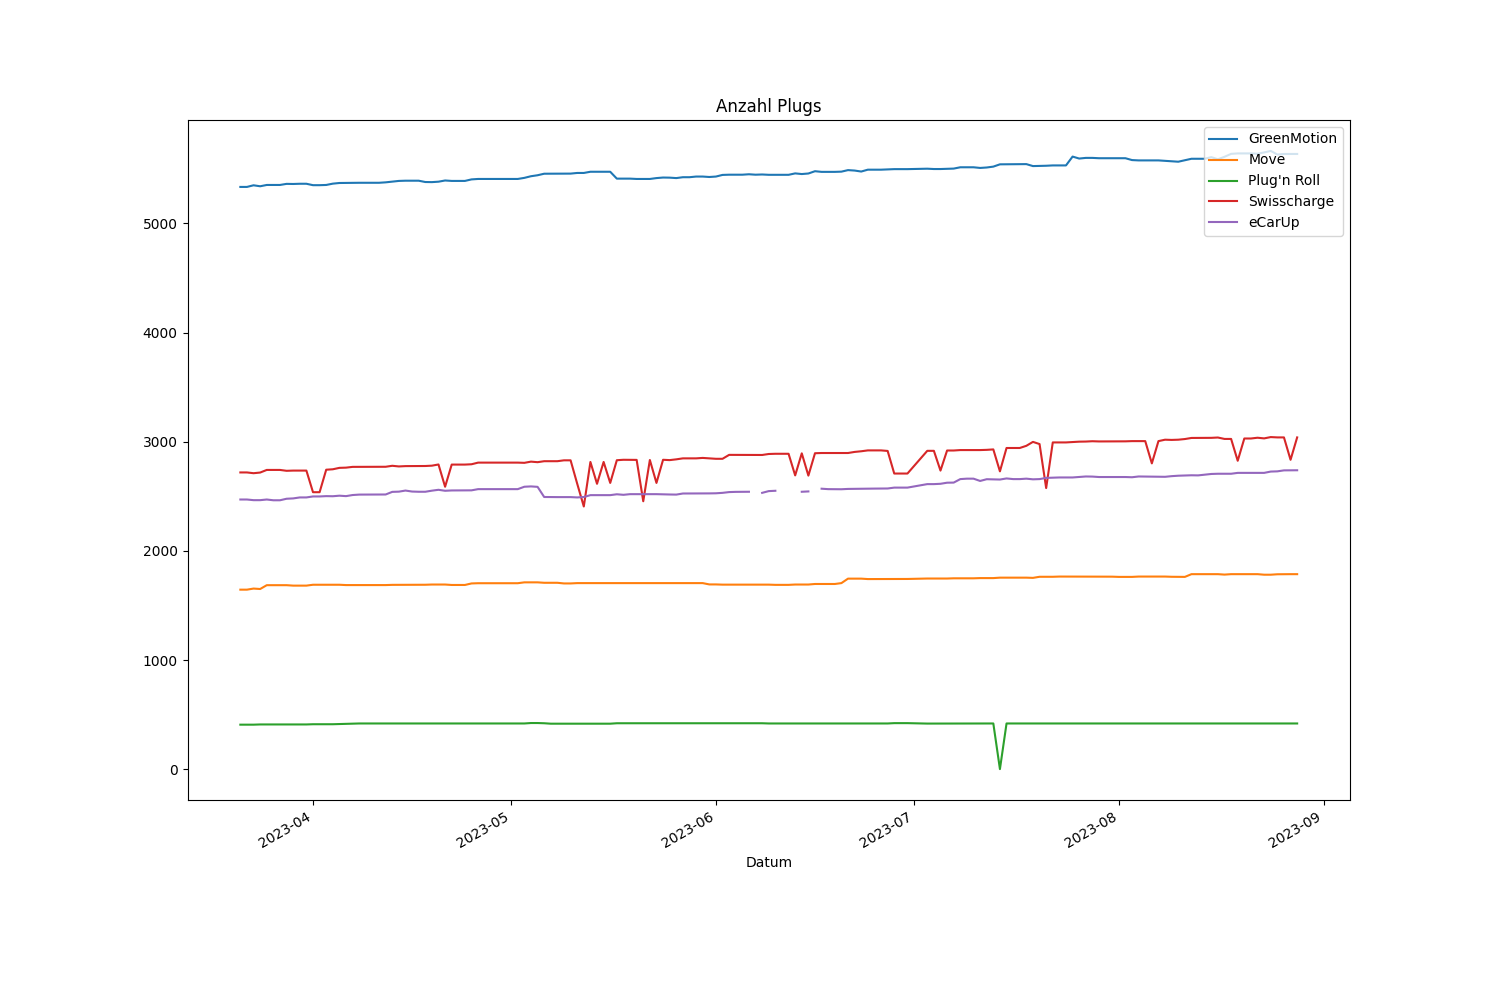 Anzahl Plugs
GreenMotion
Move
Plug'n Roll
Swisscharge
eCarUp
5000
4000
3000
2000
1000
0
2023-04
2023-05
2023-06
2023-07
2023-08
2023-09
Datum